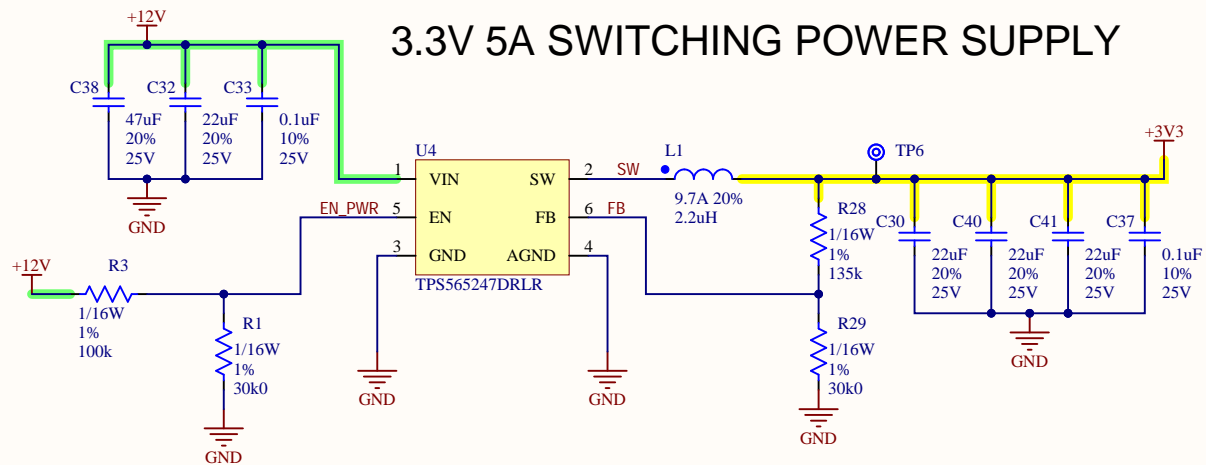 3.3V 5A SWITCHING POWER SUPPLY
+12V
C38
47uF
20%
25V
C32
22uF
20%
25V
C33
0.1uF
10%
25V
GND
U4
1 VIN SW 2 SW
5 EN FB 6 FB
3 GND AGND 4
TPS565247DRLR
EN_PWR
L1
9.7A 20%
2.2uH
TP6
+3V3
R28
1/16W
1%
135k
C30
22uF
20%
25V
C40
22uF
20%
25V
C41
22uF
20%
25V
C37
0.1uF
10%
25V
GND
+12V
R3
1/16W
1%
100k
R1
1/16W
1%
30k0
GND
GND
GND
R29
1/16W
1%
30k0
GND